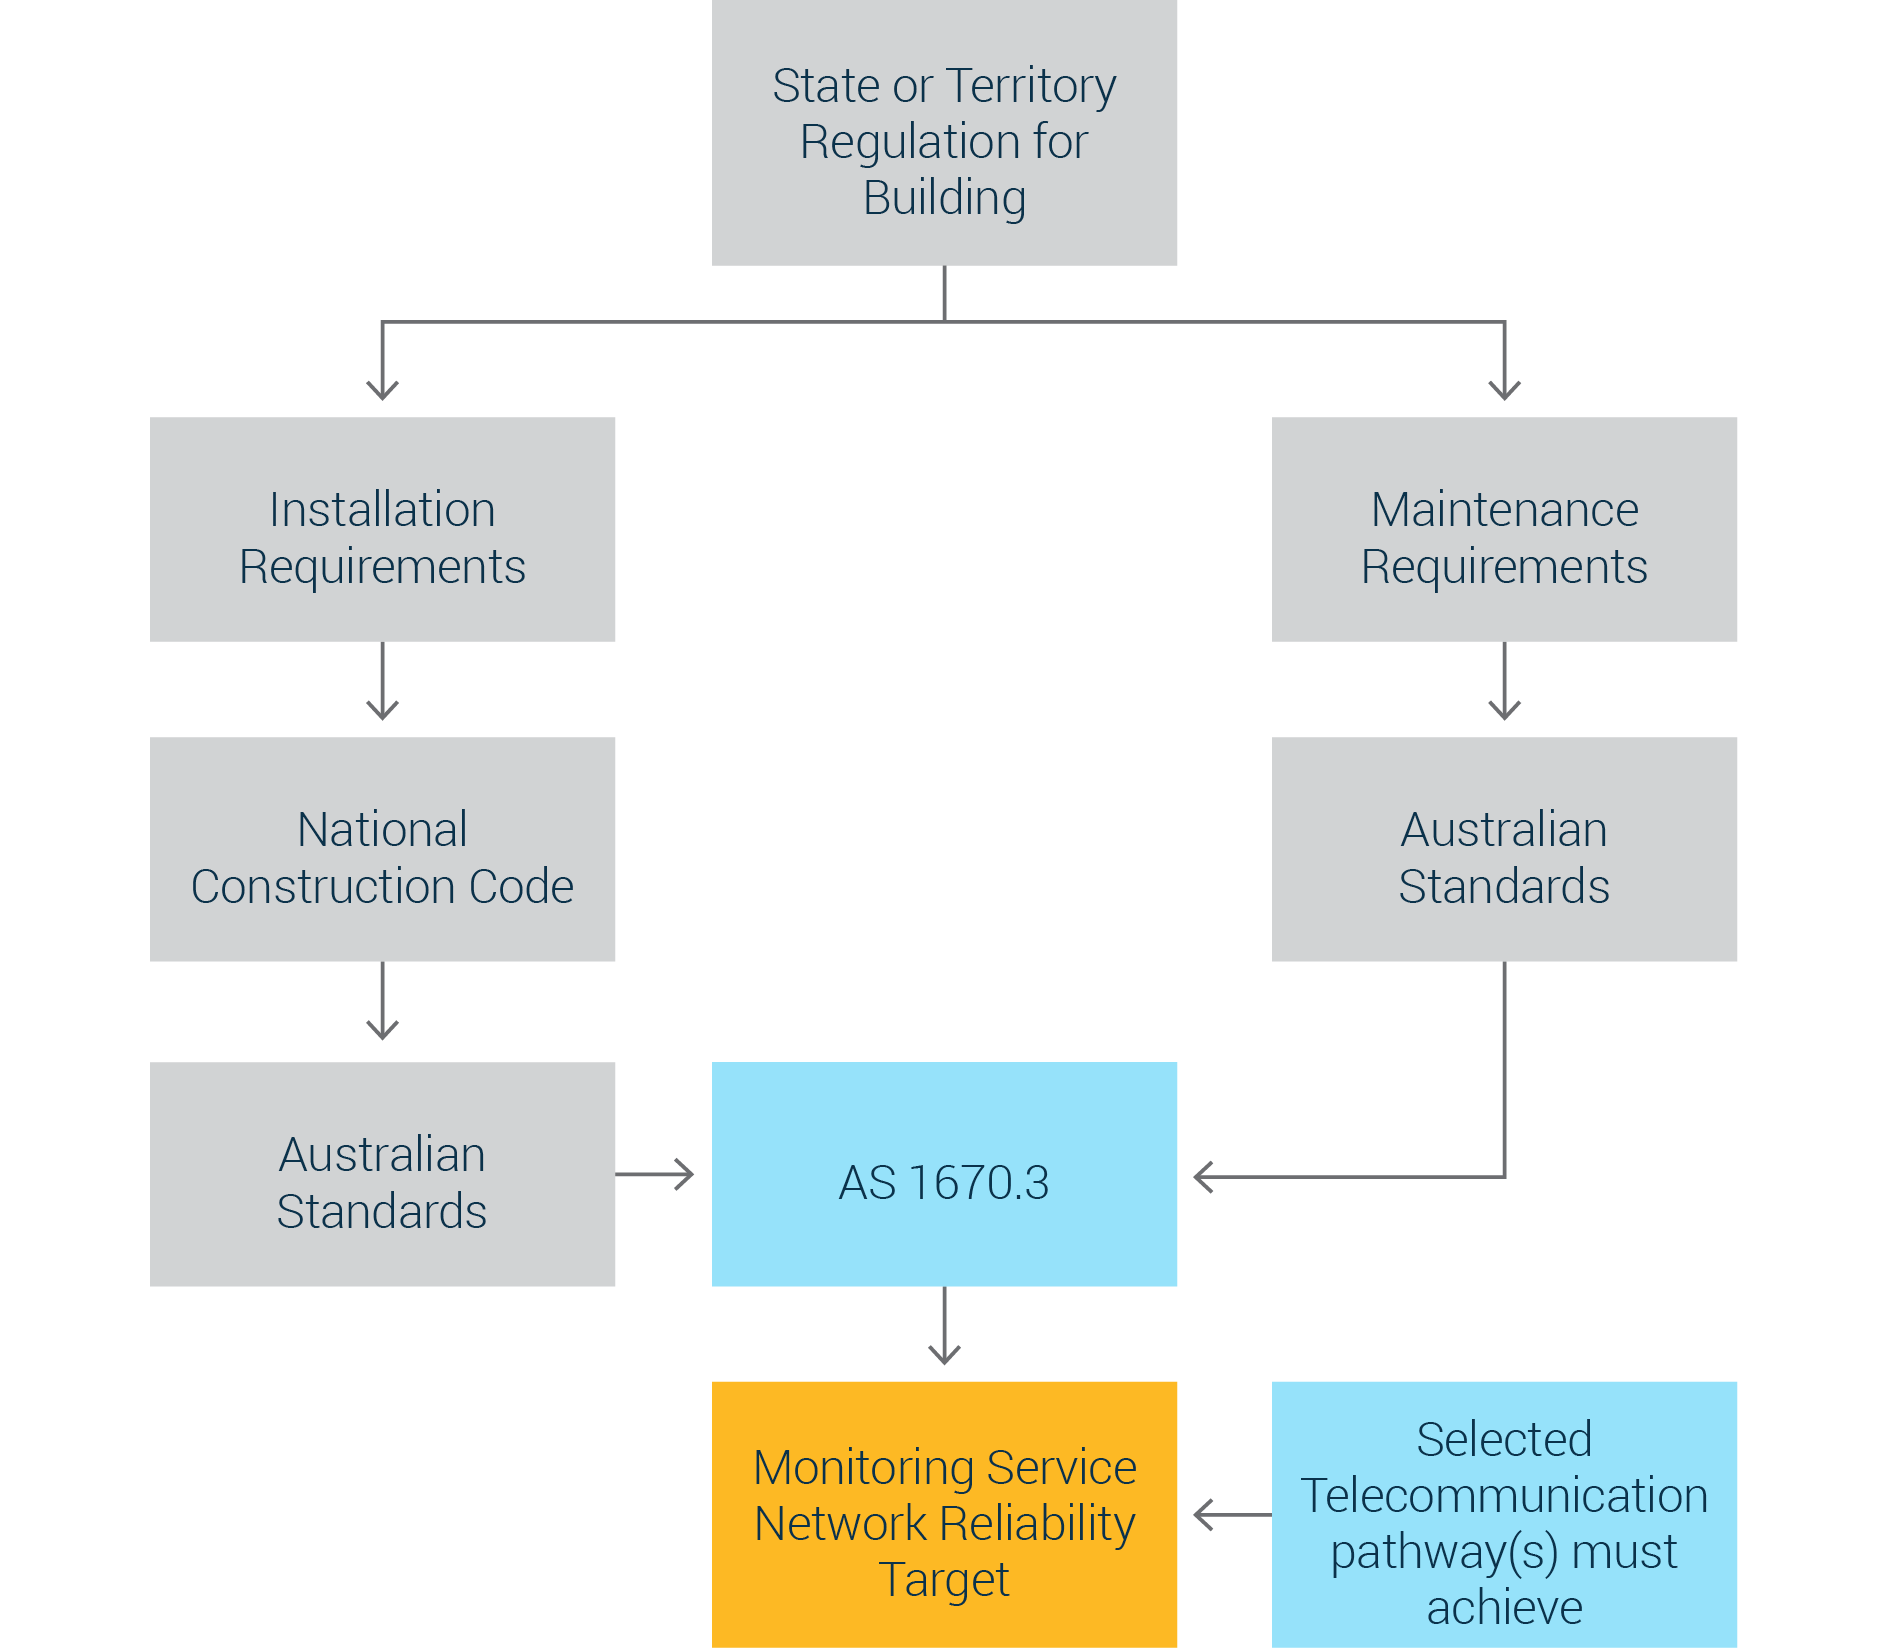 State or Territory
Regulation for
Building
Installation
Requirements
Maintenance
Requirements
National
Construction Code
Australian
Standards
Australian
Standards
AS 1670.3
Monitoring Service
Network Reliability
Target
Selected
Telecommunication
pathway(s) must
achieve